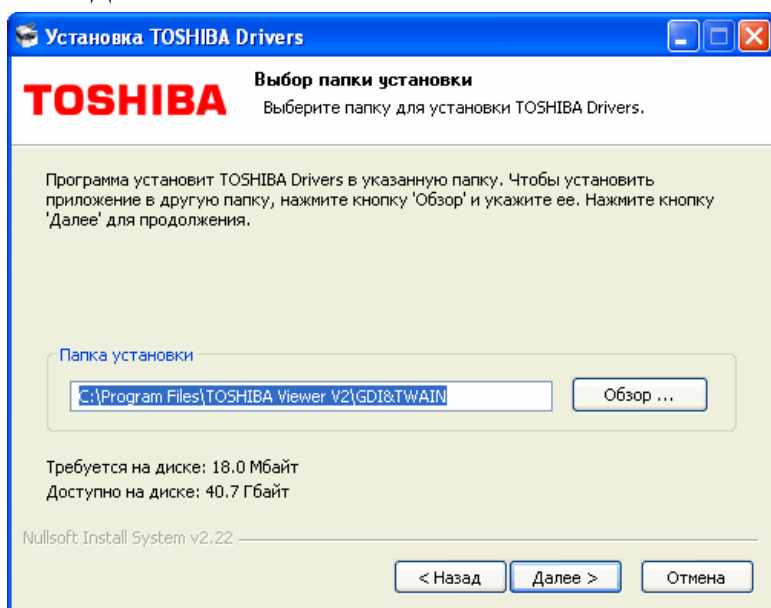 Установка TOSHIBA Drivers
TOSHIBA
Выбор папки установки
Выберите папку для установки TOSHIBA Drivers.
Программа установит TOSHIBA Drivers в указанную папку. Чтобы установить
приложение в другую папку, нажмите кнопку 'Обзор' и укажите ее. Нажмите кнопку
'Далее' для продолжения.
Папка установки
C:\Program Files\TOSHIBA Viewer V2\GDI&TWAIN
Обзор ...
Требуется на диске: 18.0 Мбайт
Доступно на диске: 40.7 Гбайт
Nullsoft Install System v2.22
< Назад
Далее >
Отмена